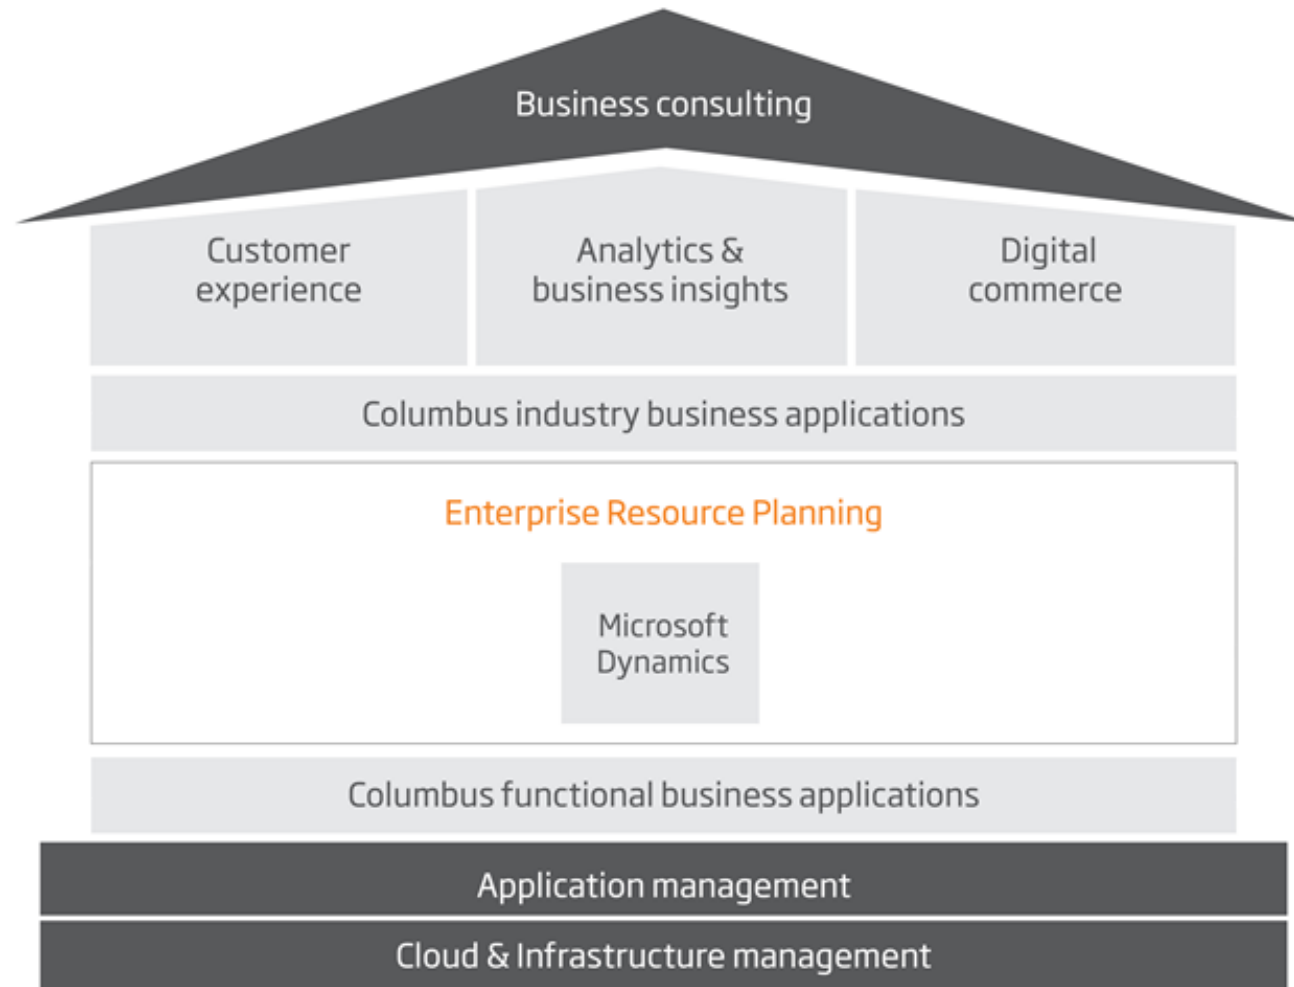 Business consulting
Customer
experience
Analytics &
business insights
Digital
commerce
Columbus industry business applications
Enterprise Resource Planning
Microsoft
Dynamics
Columbus functional business applications
Application management
Cloud & Infrastructure management